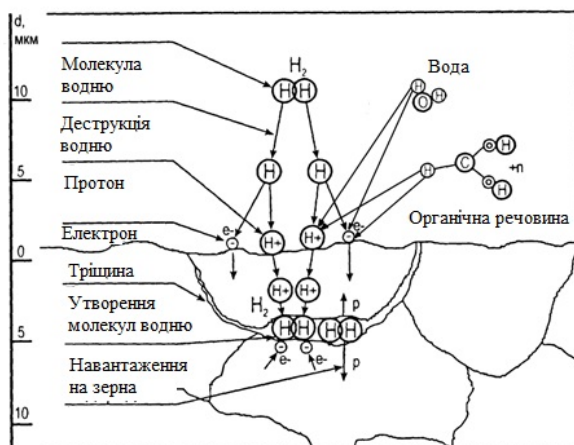 d,
мкм
10
5
0
5
10
Молекула
водню
Деструкція
водню
Протон
Електрон
Тріщина
Утворення
молекул водню
Навантаження
на зерна
H₂
H H
H H
e- H+ H+ e-
H+ H+
H₂
H H H H
e- e-
p
p
Вода
H
O H
H C O H
+n
O H
Органічна речовина